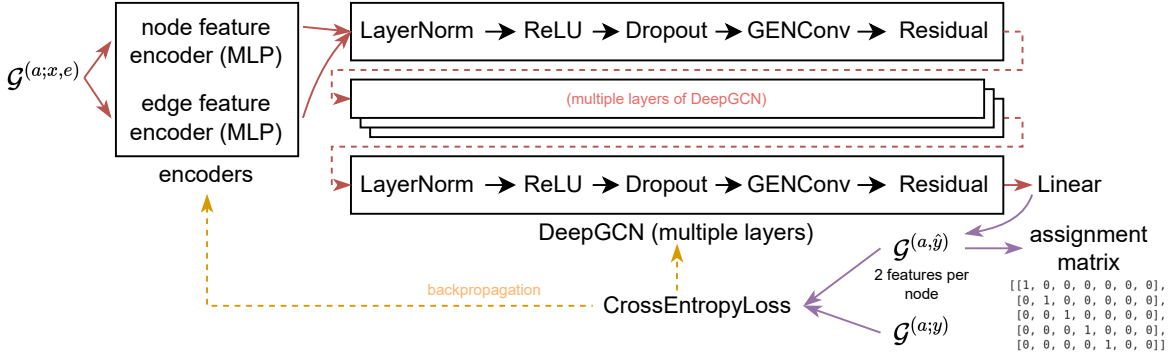 𝒢^(a;x,e)
node feature
encoder (MLP)
edge feature
encoder (MLP)
encoders
LayerNorm → ReLU → Dropout → GENConv → Residual
(multiple layers of DeepGCN)
LayerNorm → ReLU → Dropout → GENConv → Residual
Linear
DeepGCN (multiple layers)
𝒢^(a,ŷ)
2 features per
node
assignment
matrix
[[1, 0, 0, 0, 0, 0, 0],
[0, 1, 0, 0, 0, 0, 0],
[0, 0, 1, 0, 0, 0, 0],
[0, 0, 0, 1, 0, 0, 0],
[0, 0, 0, 0, 1, 0, 0]]
backpropagation
CrossEntropyLoss
𝒢^(a;y)